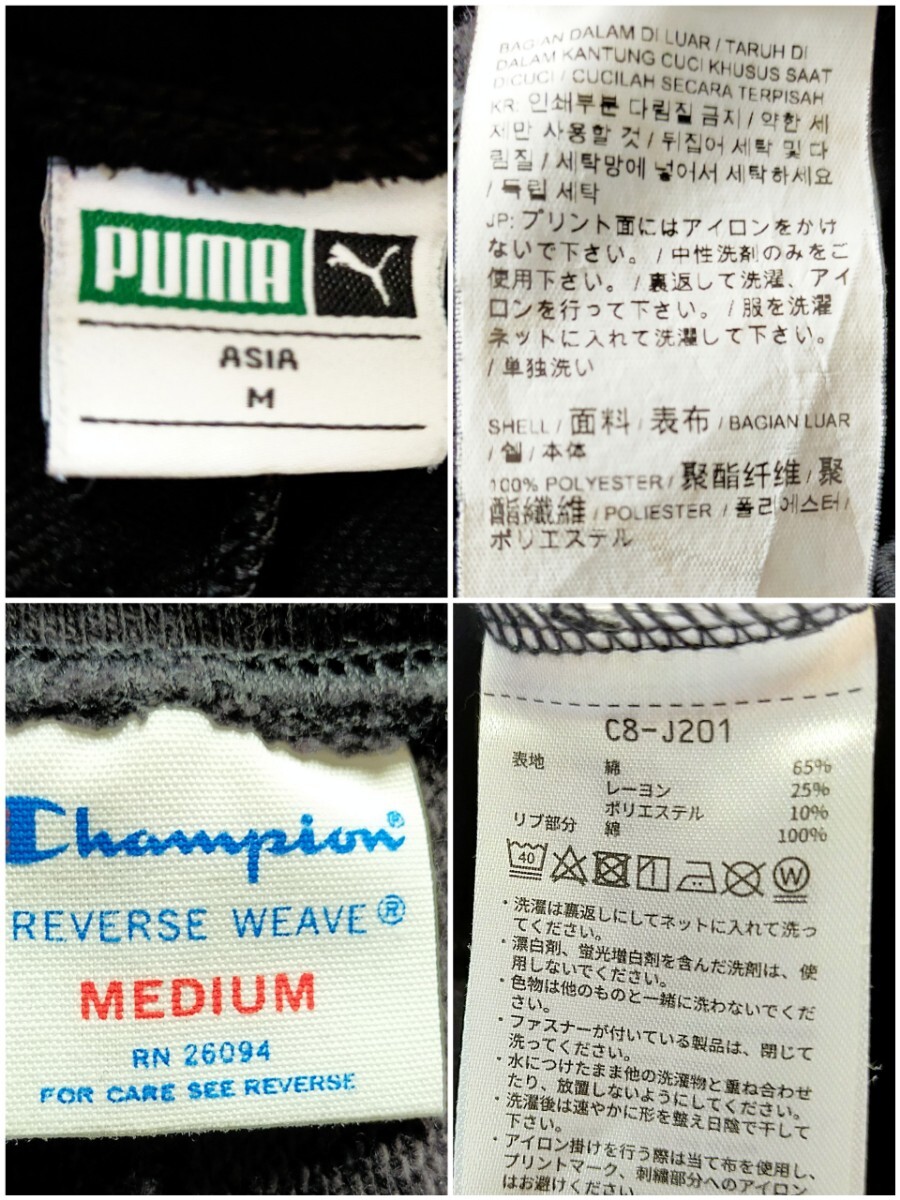 PUMA
ASIA
M
BAGIAN DALAM DI LUAR / TARUH DI
DALAM KANTUNG CUCI KHUSUS SAAT
DICUCI / CUCILAH SECARA TERPISAH
KR: 인쇄부분 다림질 금지 / 약한 세
제만 사용할 것 / 뒤집어 세탁 및 다
림질 / 세탁망에 넣어서 세탁하세요
/ 독립 세탁
JP: プリント面にはアイロンをかけ
ないで下さい。 / 中性洗剤のみをご
使用下さい。 / 裏返して洗濯、アイ
ロンを行って下さい。 / 服を洗濯
ネットに入れて洗濯して下さい。
/ 単独洗い
SHELL / 面料 / 表布 / BAGIAN LUAR
/ 쉘 / 本体
100% POLYESTER / 聚酯纤维 / 聚
酯纖維 / POLIESTER / 폴리에스터 /
ポリエステル
Champion®
REVERSE WEAVE®
MEDIUM
RN 26094
FOR CARE SEE REVERSE
C8-J201
表地 綿 65%
レーヨン 25%
ポリエステル 10%
リブ部分 綿 100%
40 W
・洗濯は裏返しにしてネットに入れて洗っ
てください。
・漂白剤、蛍光増白剤を含んだ洗剤は、使
用しないでください。
・色物は他のものと一緒に洗わないでくだ
さい。
・ファスナーが付いている製品は、閉じて
洗ってください。
・水につけたまま他の洗濯物と重ね合わせ
たり、放置しないようにしてください。
・洗濯後は速やかに形を整え日陰で干して
下さい。
・アイロン掛けを行う際は当て布を使用し、
プリントマーク、刺繍部分へのアイロン
はお避けください。